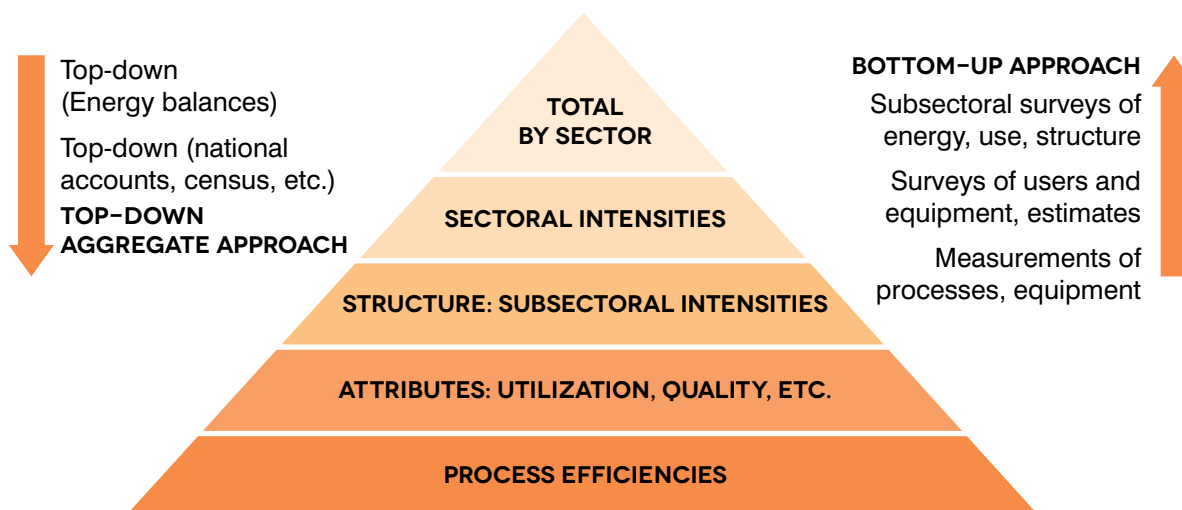 Top-down
(Energy balances)
Top-down (national
accounts, census, etc.)
TOP–DOWN
AGGREGATE APPROACH
TOTAL
BY SECTOR
SECTORAL INTENSITIES
STRUCTURE: SUBSECTORAL INTENSITIES
ATTRIBUTES: UTILIZATION, QUALITY, ETC.
PROCESS EFFICIENCIES
BOTTOM–UP APPROACH
Subsectoral surveys of
energy, use, structure
Surveys of users and
equipment, estimates
Measurements of
processes, equipment